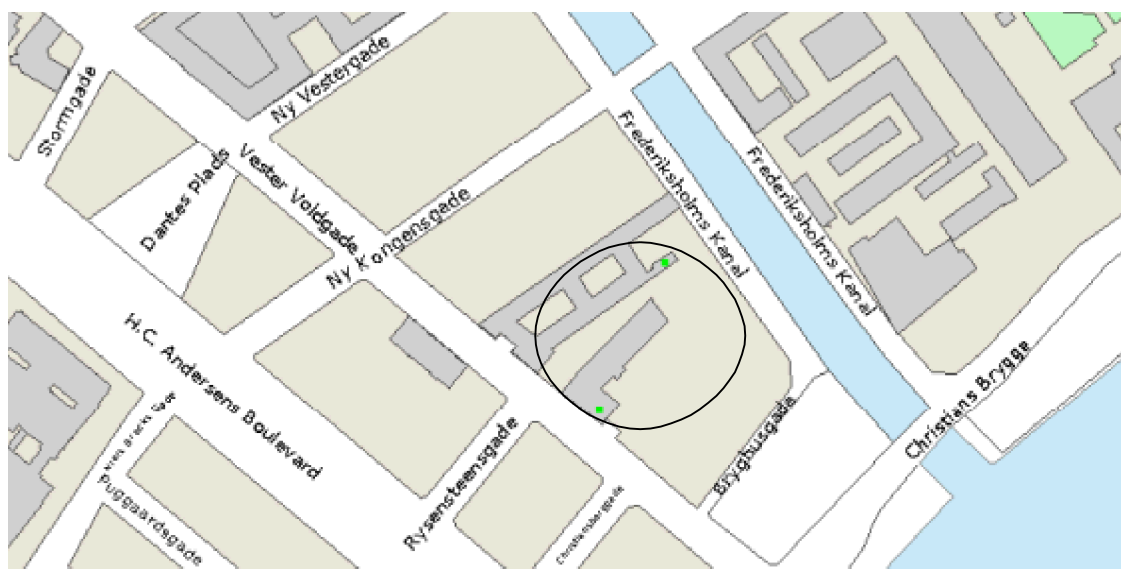 Stormgade
Ny Vestergade
Dantes Plads
Vester Voldgade
Ny Kongensgade
Frederiksholms Kanal
Frederiksholms Kanal
H.C. Andersens Boulevard
Puggaardsgade
Rysensteensgade
Christiansborggade
Bryghusgade
Christians Brygge